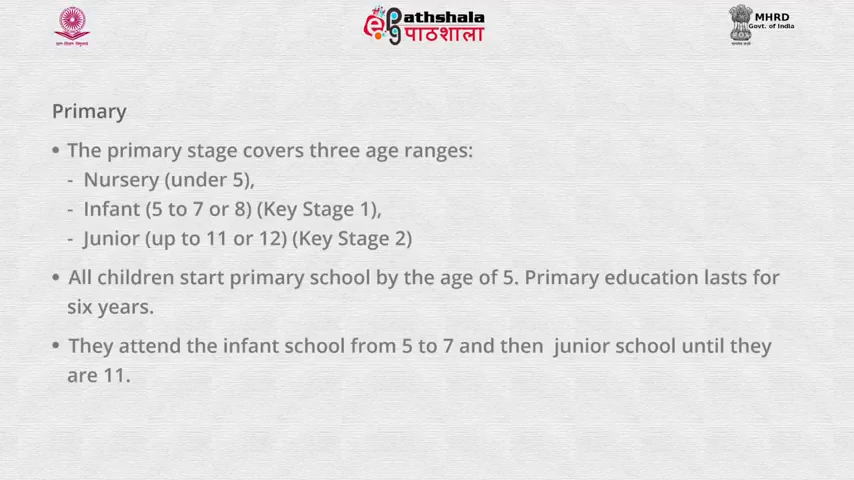 Pathshala
पाठशाला
MHRD
Govt. of India
Primary
• The primary stage covers three age ranges:
- Nursery (under 5),
- Infant (5 to 7 or 8) (Key Stage 1),
- Junior (up to 11 or 12) (Key Stage 2)
• All children start primary school by the age of 5. Primary education lasts for
six years.
• They attend the infant school from 5 to 7 and then junior school until they
are 11.